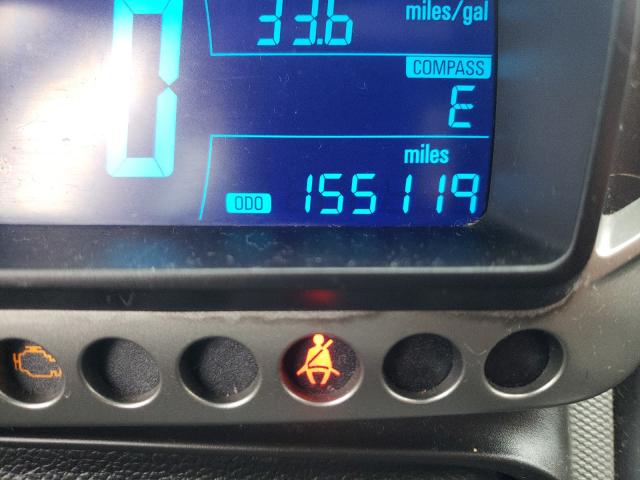 0
33.6 miles/gal
COMPASS
E
miles
ODO 155119